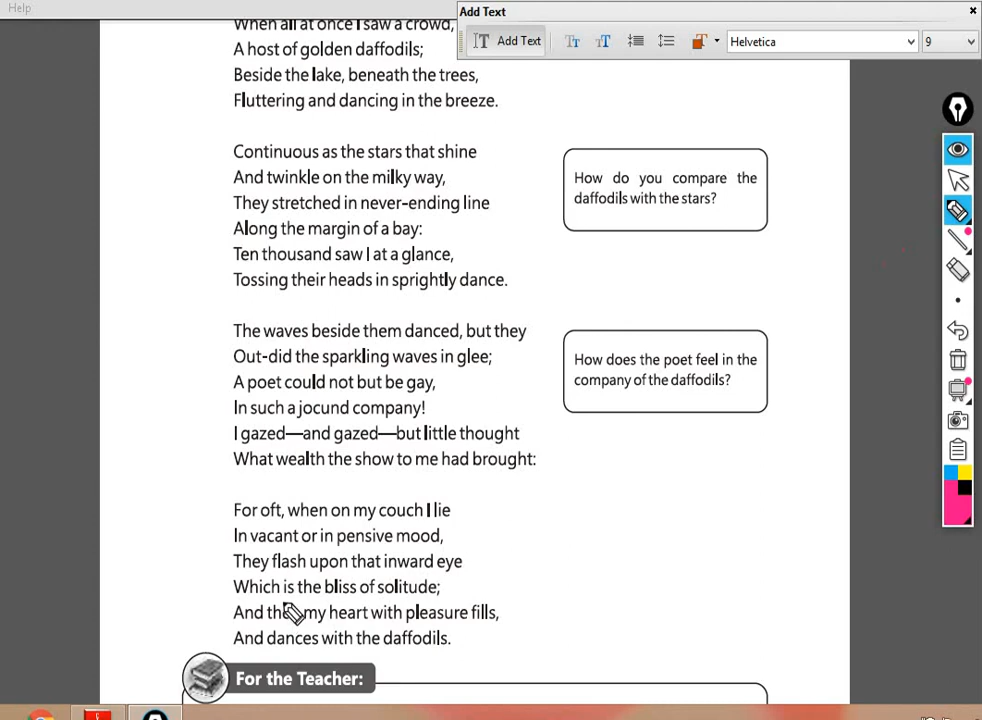 Help
Add Text
Add Text
Helvetica
9
When all at once I saw a crowd,
A host of golden daffodils;
Beside the lake, beneath the trees,
Fluttering and dancing in the breeze.
Continuous as the stars that shine
And twinkle on the milky way,
They stretched in never-ending line
Along the margin of a bay:
Ten thousand saw I at a glance,
Tossing their heads in sprightly dance.
How do you compare the
daffodils with the stars?
The waves beside them danced, but they
Out-did the sparkling waves in glee;
A poet could not but be gay,
In such a jocund company!
I gazed—and gazed—but little thought
What wealth the show to me had brought:
How does the poet feel in the
company of the daffodils?
For oft, when on my couch I lie
In vacant or in pensive mood,
They flash upon that inward eye
Which is the bliss of solitude;
And my heart with pleasure fills,
And dances with the daffodils.
For the Teacher: